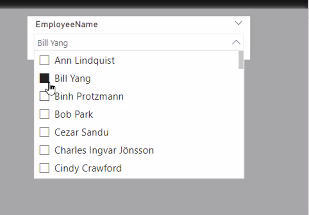 EmployeeName
Bill Yang
Ann Lindquist
Bill Yang
Binh Protzmann
Bob Park
Cezar Sandu
Charles Ingvar Jönsson
Cindy Crawford